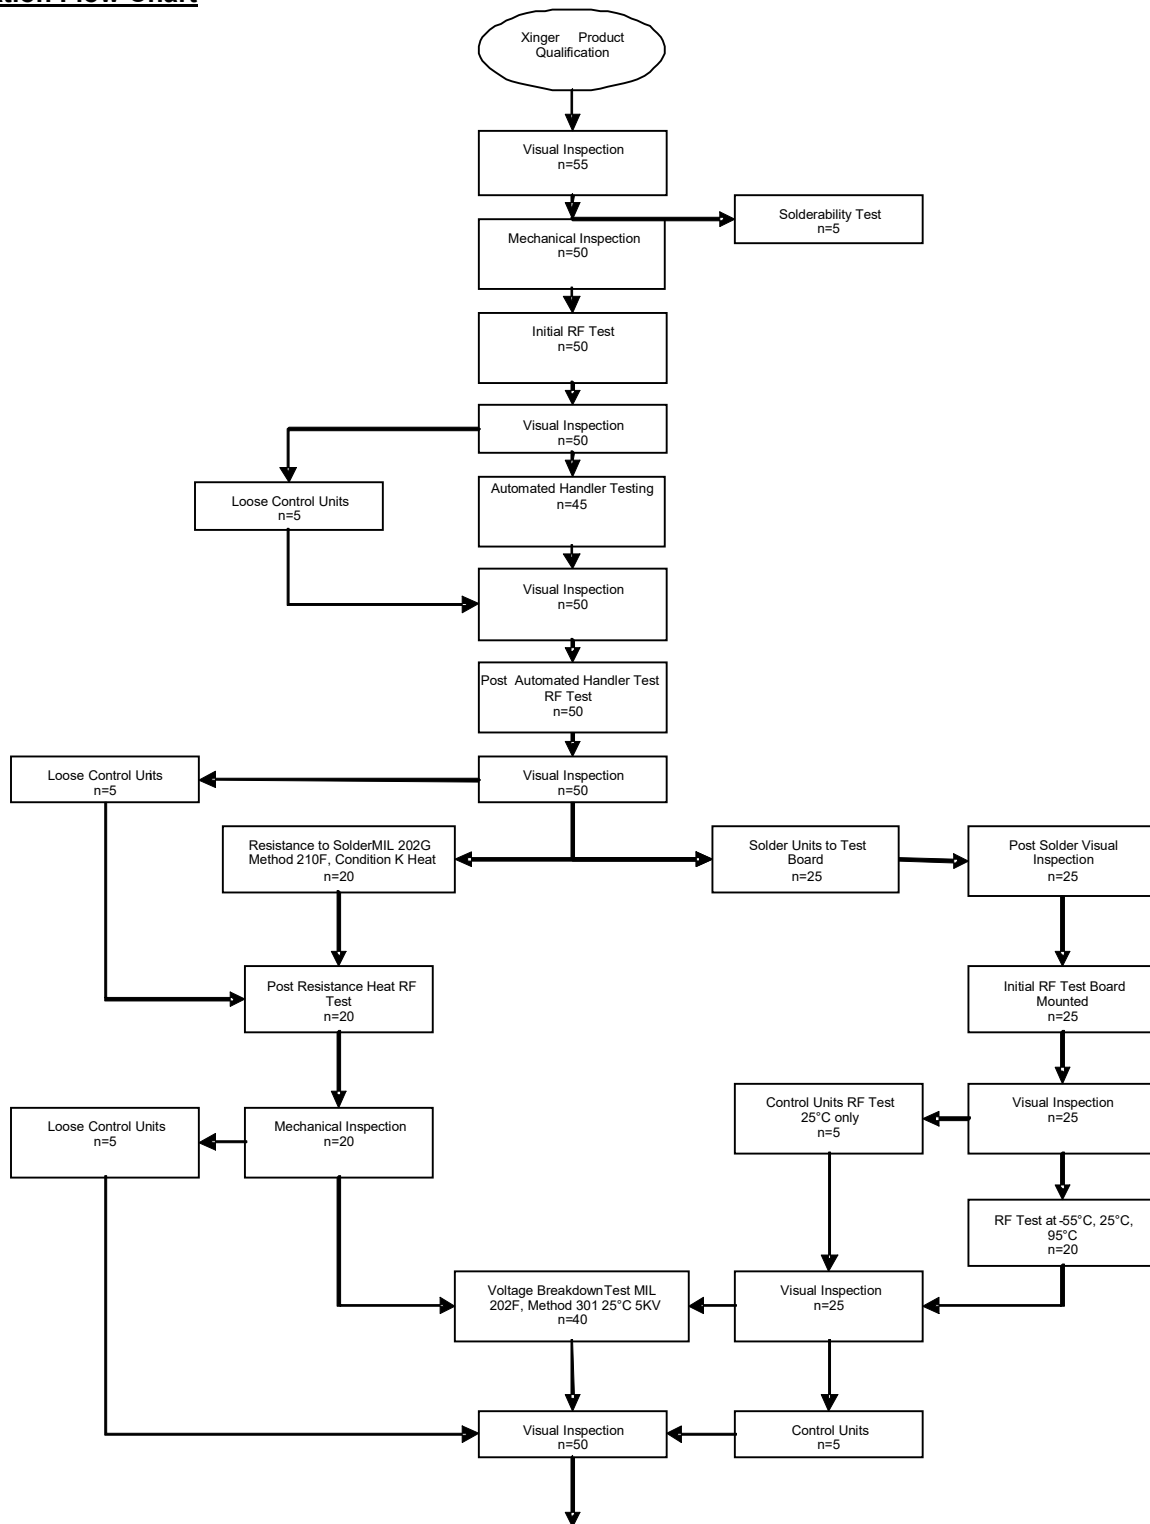 Xinger Product
Qualification
Visual Inspection
n=55
Solderability Test
n=5
Mechanical Inspection
n=50
Initial RF Test
n=50
Visual Inspection
n=50
Loose Control Units
n=5
Automated Handler Testing
n=45
Visual Inspection
n=50
Post Automated Handler Test
RF Test
n=50
Loose Control Units
n=5
Visual Inspection
n=50
Resistance to SolderMIL 202G
Method 210F, Condition K Heat
n=20
Solder Units to Test
Board
n=25
Post Solder Visual
Inspection
n=25
Post Resistance Heat RF
Test
n=20
Initial RF Test Board
Mounted
n=25
Loose Control Units
n=5
Mechanical Inspection
n=20
Control Units RF Test
25°C only
n=5
Visual Inspection
n=25
RF Test at -55°C, 25°C,
95°C
n=20
Voltage BreakdownTest MIL
202F, Method 301 25°C 5KV
n=40
Visual Inspection
n=25
Visual Inspection
n=50
Control Units
n=5